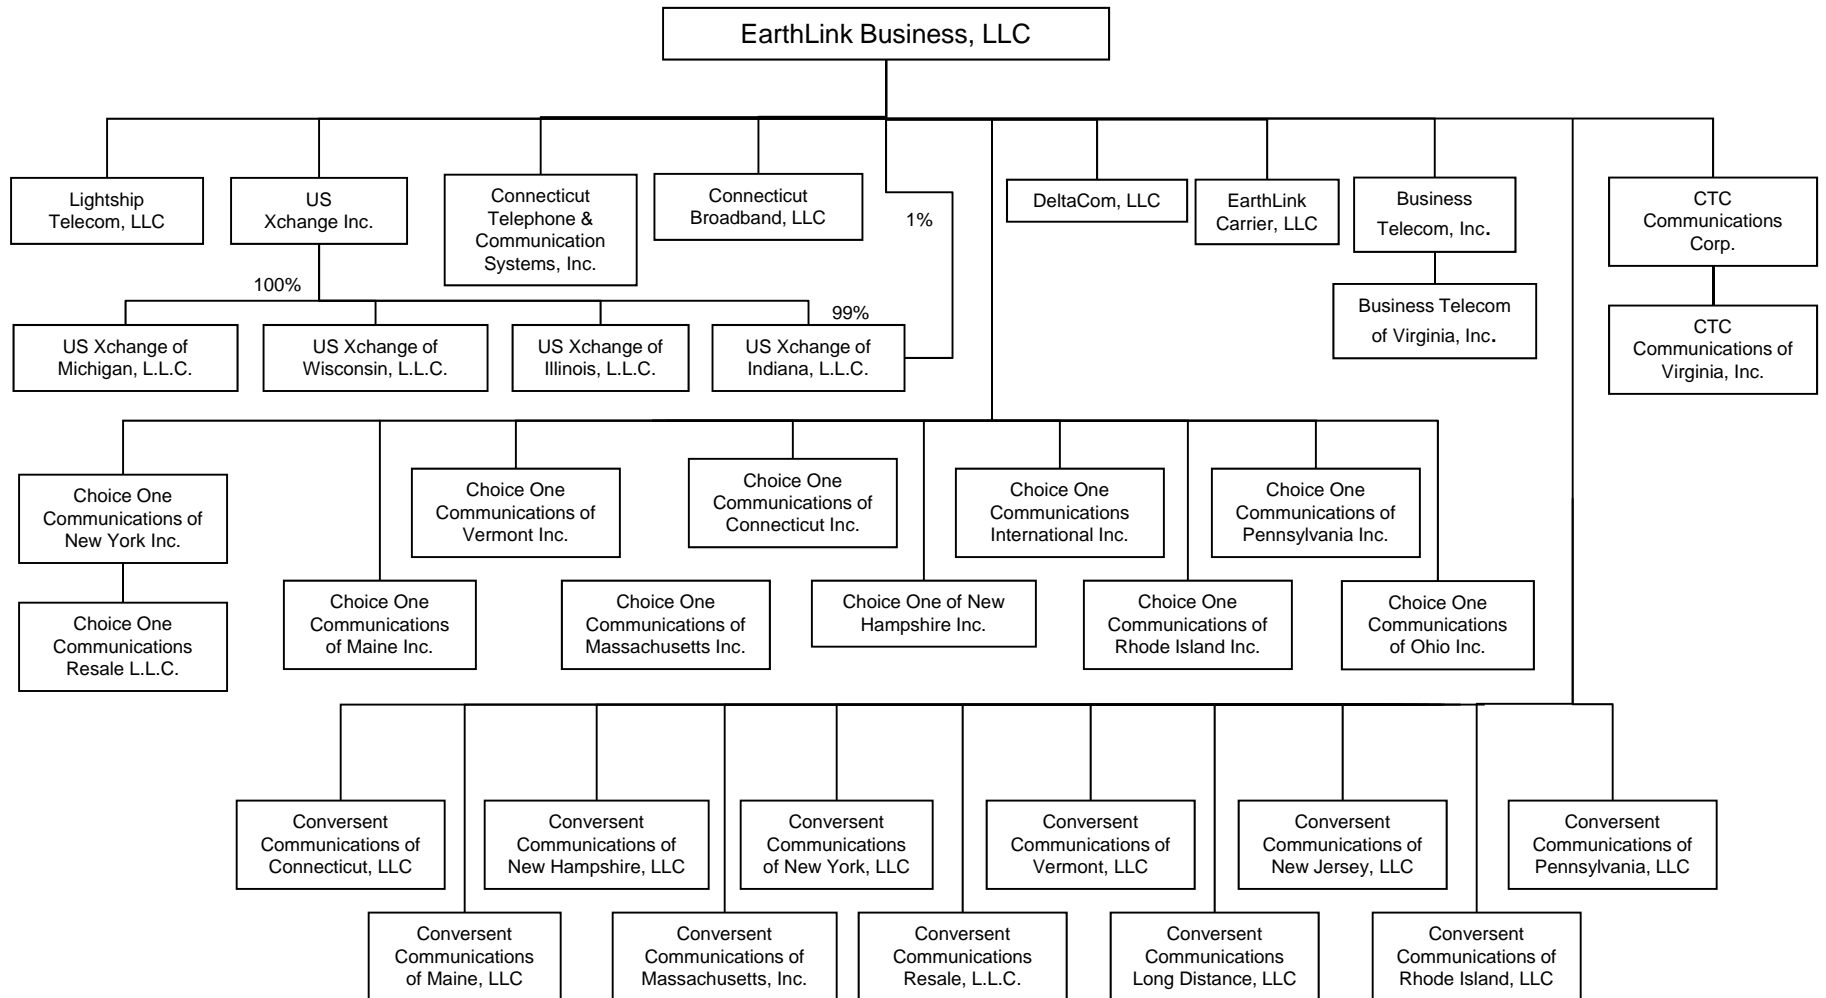 EarthLink Business, LLC
Lightship
Telecom, LLC
US
Xchange Inc.
Connecticut
Telephone &
Communication
Systems, Inc.
Connecticut
Broadband, LLC
1%
DeltaCom, LLC
EarthLink
Carrier, LLC
Business
Telecom, Inc.
CTC
Communications
Corp.
100%
99%
US Xchange of
Michigan, L.L.C.
US Xchange of
Wisconsin, L.L.C.
US Xchange of
Illinois, L.L.C.
US Xchange of
Indiana, L.L.C.
Business Telecom
of Virginia, Inc.
CTC
Communications of
Virginia, Inc.
Choice One
Communications of
New York Inc.
Choice One
Communications of
Vermont Inc.
Choice One
Communications of
Connecticut Inc.
Choice One
Communications
International Inc.
Choice One
Communications of
Pennsylvania Inc.
Choice One
Communications
Resale L.L.C.
Choice One
Communications
of Maine Inc.
Choice One
Communications of
Massachusetts Inc.
Choice One of New
Hampshire Inc.
Choice One
Communications of
Rhode Island Inc.
Choice One
Communications
of Ohio Inc.
Conversent
Communications of
Connecticut, LLC
Conversent
Communications of
New Hampshire, LLC
Conversent
Communications
of New York, LLC
Conversent
Communications of
Vermont, LLC
Conversent
Communications of
New Jersey, LLC
Conversent
Communications of
Pennsylvania, LLC
Conversent
Communications
of Maine, LLC
Conversent
Communications of
Massachusetts, Inc.
Conversent
Communications
Resale, L.L.C.
Conversent
Communications
Long Distance, LLC
Conversent
Communications of
Rhode Island, LLC